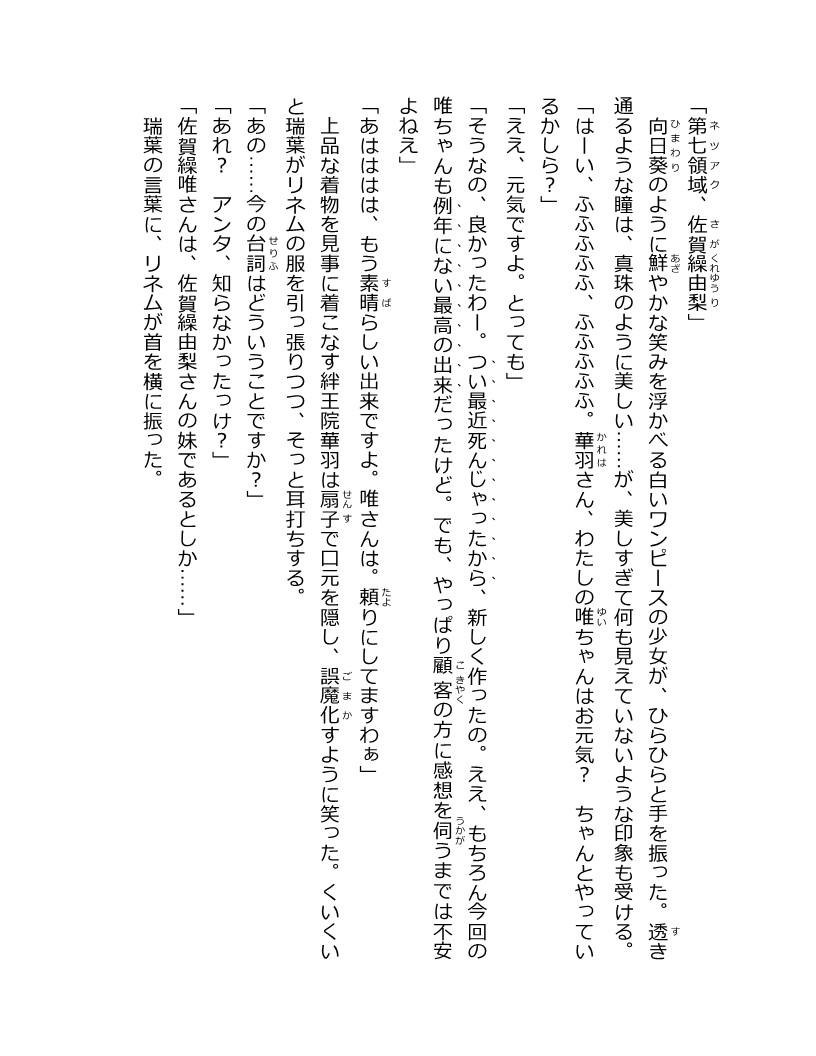 「第七領域、佐賀繰由梨」
　向日葵のように鮮やかな笑みを浮かべる白いワンピースの少女が、ひらひらと手を振った。透き
通るような瞳は、真珠のように美しい……が、美しすぎて何も見えていないような印象も受ける。
「はーい、ふふふふふ、ふふふふふ。華羽さん、わたしの唯ちゃんはお元気？　ちゃんとやってい
るかしら？」
「ええ、元気ですよ。とっても」
「そうなの、良かったわー。つい最近死んじゃったから、新しく作ったの。ええ、もちろん今回の
唯ちゃんも例年にない最高の出来だったけど。でも、やっぱり顧客の方に感想を伺うまでは不安
よねえ」
「あはははは、もう素晴らしい出来ですよ。唯さんは。頼りにしてますわぁ」
　上品な着物を見事に着こなす絆王院華羽は扇子で口元を隠し、誤魔化すように笑った。くいくい
と瑞葉がリネムの服を引っ張りつつ、そっと耳打ちする。
「あの……今の台詞はどういうことですか？」
「あれ？　アンタ、知らなかったっけ？」
「佐賀繰唯さんは、佐賀繰由梨さんの妹であるとしか……」
　瑞葉の言葉に、リネムが首を横に振った。